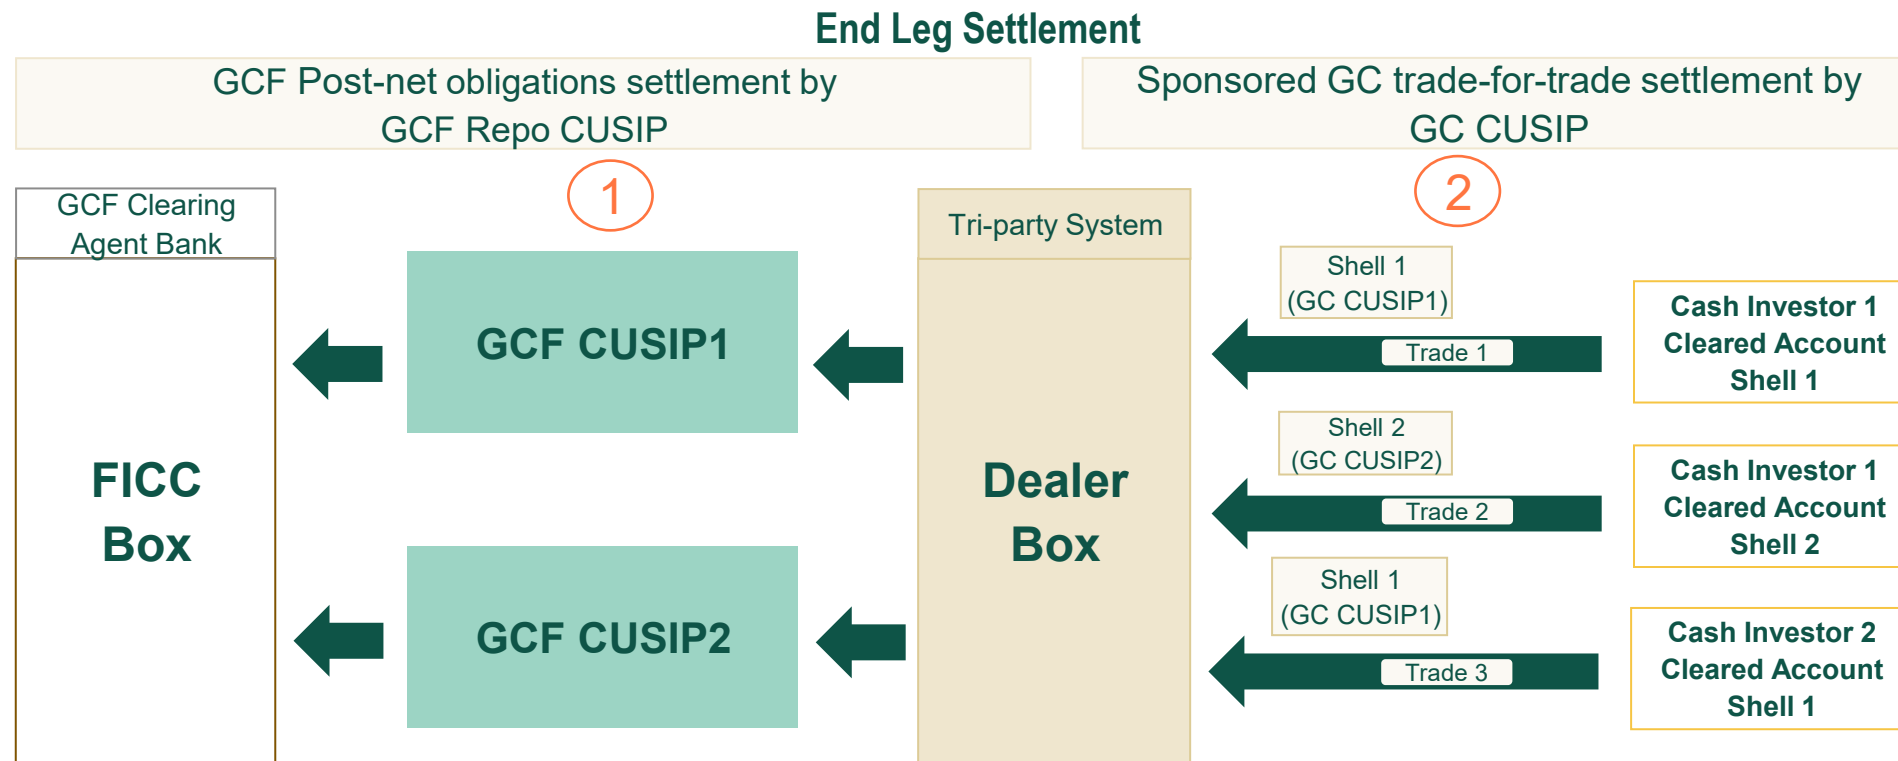 End Leg Settlement
GCF Post-net obligations settlement by
GCF Repo CUSIP
Sponsored GC trade-for-trade settlement by
GC CUSIP
1
2
GCF Clearing
Agent Bank
FICC
Box
GCF CUSIP1
GCF CUSIP2
Tri-party System
Dealer
Box
Shell 1
(GC CUSIP1)
Trade 1
Cash Investor 1
Cleared Account
Shell 1
Shell 2
(GC CUSIP2)
Trade 2
Cash Investor 1
Cleared Account
Shell 2
Shell 1
(GC CUSIP1)
Trade 3
Cash Investor 2
Cleared Account
Shell 1